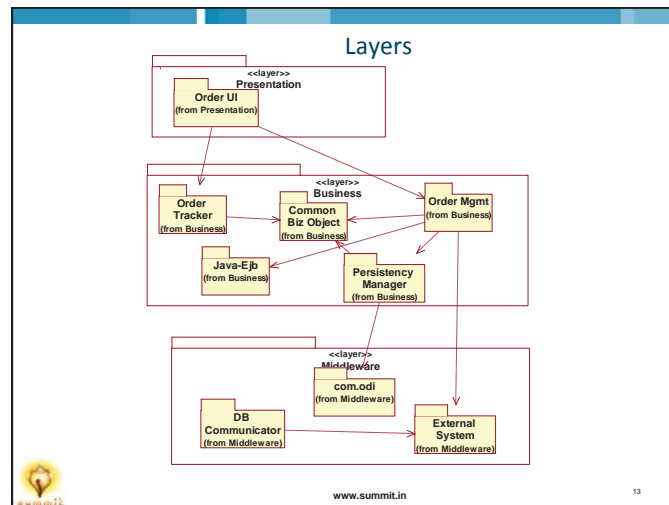 Layers
<<layer>>
Presentation
Order UI
(from Presentation)
<<layer>>
Business
Order
Tracker
(from Business)
Common
Biz Object
(from Business)
Order Mgmt
(from Business)
Java-Ejb
(from Business)
Persistency
Manager
(from Business)
<<layer>>
Middleware
com.odi
(from Middleware)
DB
Communicator
(from Middleware)
External
System
(from Middleware)
summit
www.summit.in
13